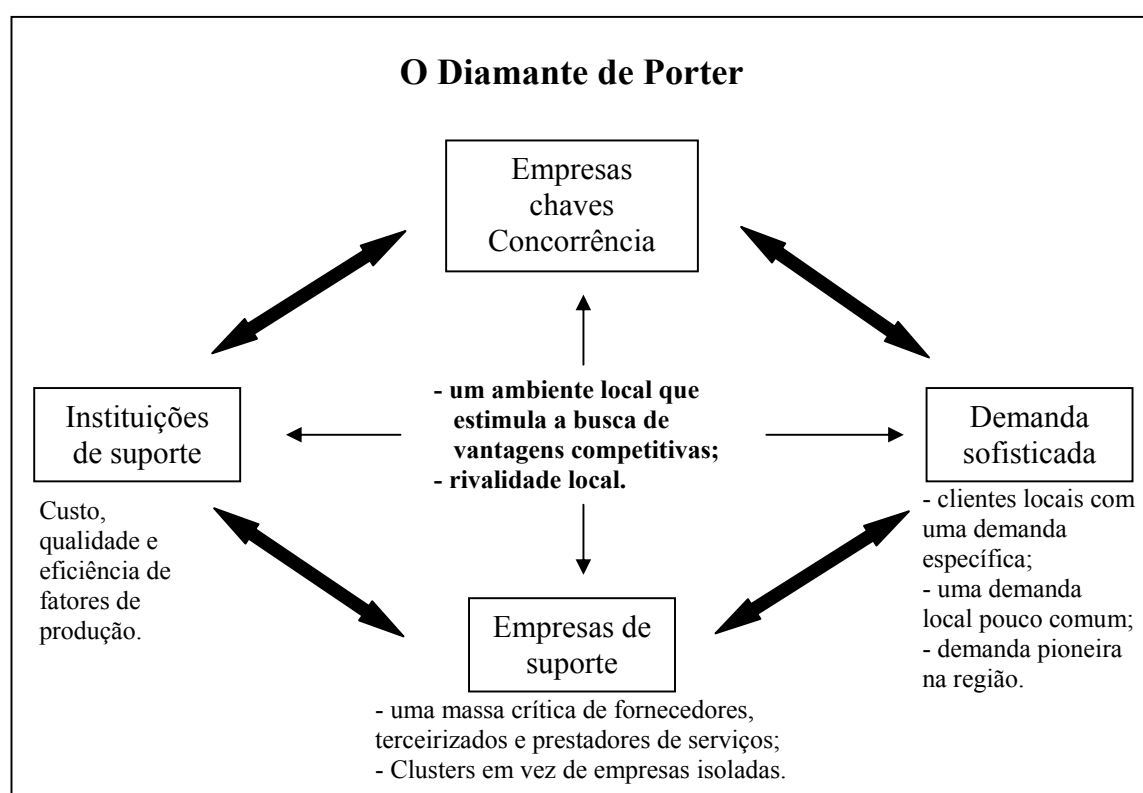 O Diamante de Porter
Empresas
chaves
Concorrência
- um ambiente local que
estimula a busca de
vantagens competitivas;
- rivalidade local.
Instituições
de suporte
Custo,
qualidade e
eficiência de
fatores de
produção.
Demanda
sofisticada
- clientes locais com
uma demanda
específica;
- uma demanda
local pouco comum;
- demanda pioneira
na região.
Empresas de
suporte
- uma massa crítica de fornecedores,
terceirizados e prestadores de serviços;
- Clusters em vez de empresas isoladas.